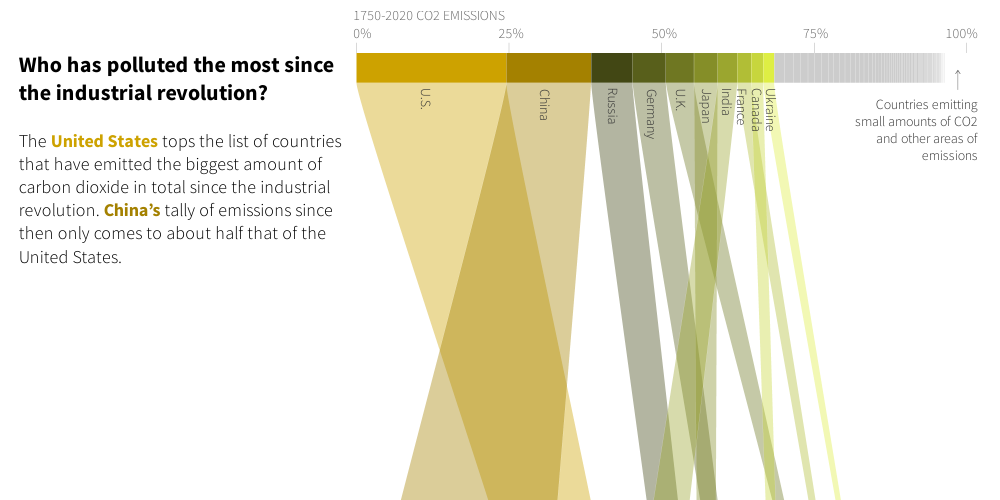 1750-2020 CO2 EMISSIONS
0% 25% 50% 75% 100%
Who has polluted the most since
the industrial revolution?
The United States tops the list of countries
that have emitted the biggest amount of
carbon dioxide in total since the industrial
revolution. China’s tally of emissions since
then only comes to about half that of the
United States.
U.S.
China
Russia
Germany
U.K.
Japan
India
France
Canada
Ukraine
Countries emitting
small amounts of CO2
and other areas of
emissions